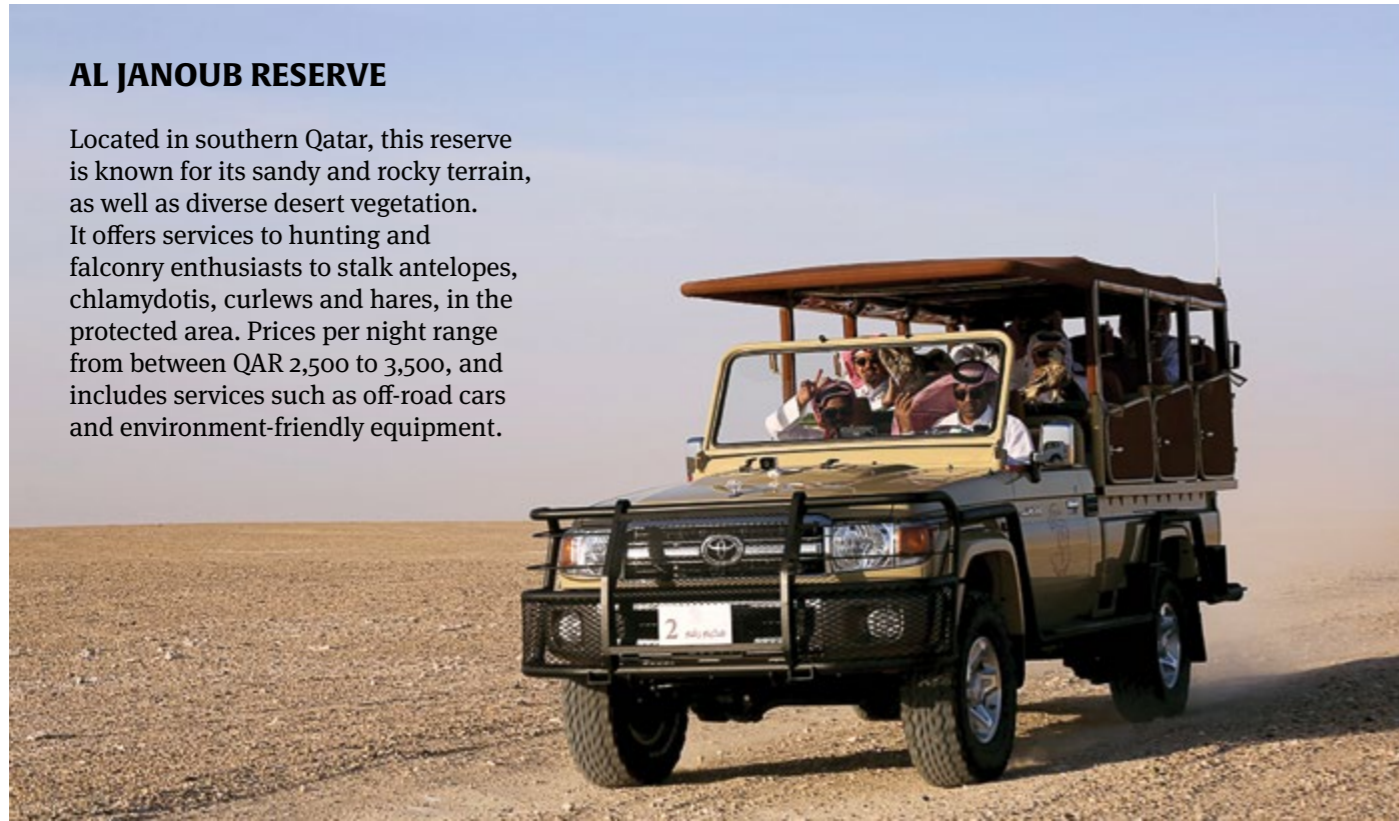 AL JANOUB RESERVE
Located in southern Qatar, this reserve
is known for its sandy and rocky terrain,
as well as diverse desert vegetation.
It offers services to hunting and
falconry enthusiasts to stalk antelopes,
chlamydotis, curlews and hares, in the
protected area. Prices per night range
from between QAR 2,500 to 3,500, and
includes services such as off-road cars
and environment-friendly equipment.
2